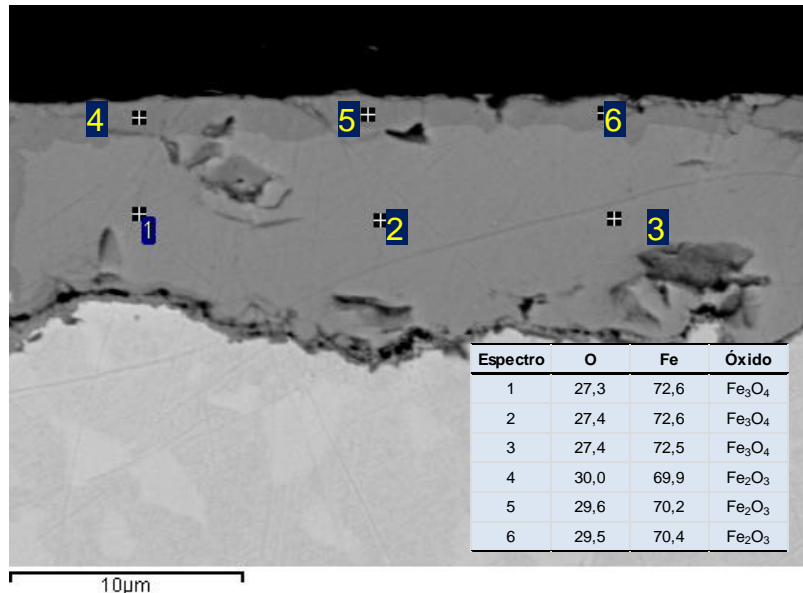 4 5 6
1 2 3
Espectro O Fe Óxido
1 27,3 72,6 Fe₃O₄
2 27,4 72,6 Fe₃O₄
3 27,4 72,5 Fe₃O₄
4 30,0 69,9 Fe₂O₃
5 29,6 70,2 Fe₂O₃
6 29,5 70,4 Fe₂O₃
10µm